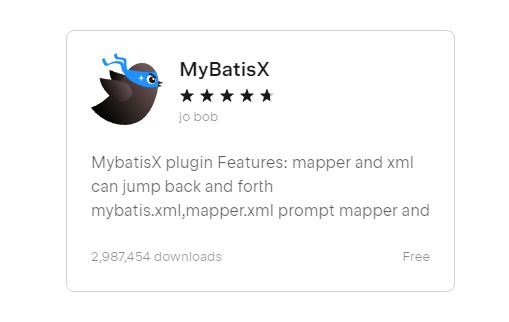 MyBatisX
jo bob
MybatisX plugin Features: mapper and xml
can jump back and forth
mybatis.xml,mapper.xml prompt mapper and
2,987,454 downloads
Free